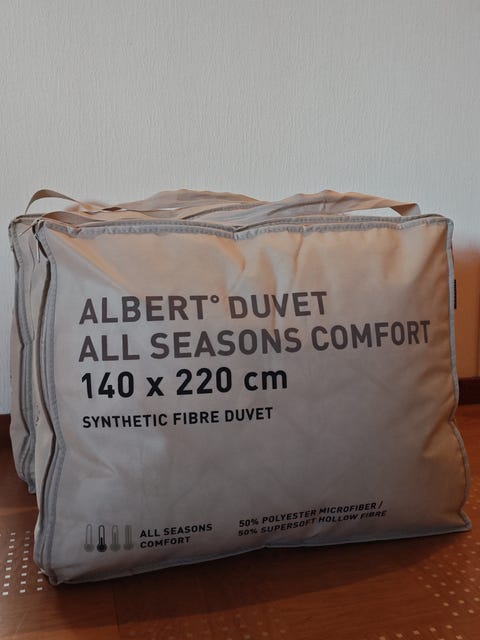 ALBERT° DUVET
ALL SEASONS COMFORT
140 x 220 cm
SYNTHETIC FIBRE DUVET
ALL SEASONS
COMFORT
50% POLYESTER MICROFIBER /
50% SUPERSOFT HOLLOW FIBRE